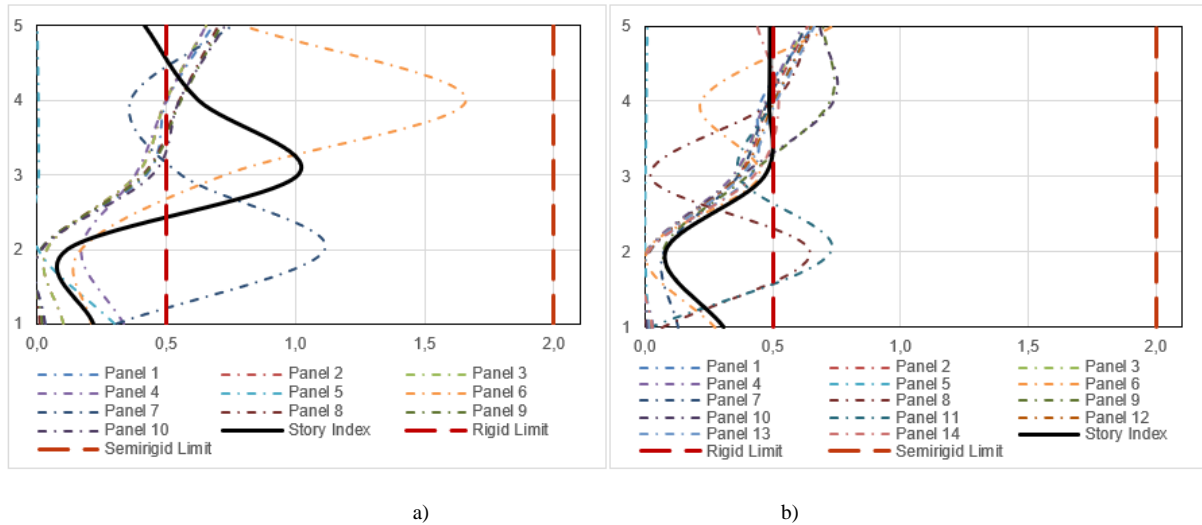 5
4
3
2
1
0,0 0,5 1,0 1,5 2,0
Panel 1 Panel 2 Panel 3
Panel 4 Panel 5 Panel 6
Panel 7 Panel 8 Panel 9
Panel 10 Story Index Rigid Limit
Semirigid Limit
a)
5
4
3
2
1
0,0 0,5 1,0 1,5 2,0
Panel 1 Panel 2 Panel 3
Panel 4 Panel 5 Panel 6
Panel 7 Panel 8 Panel 9
Panel 10 Panel 11 Panel 12
Panel 13 Panel 14 Story Index
Rigid Limit Semirigid Limit
b)